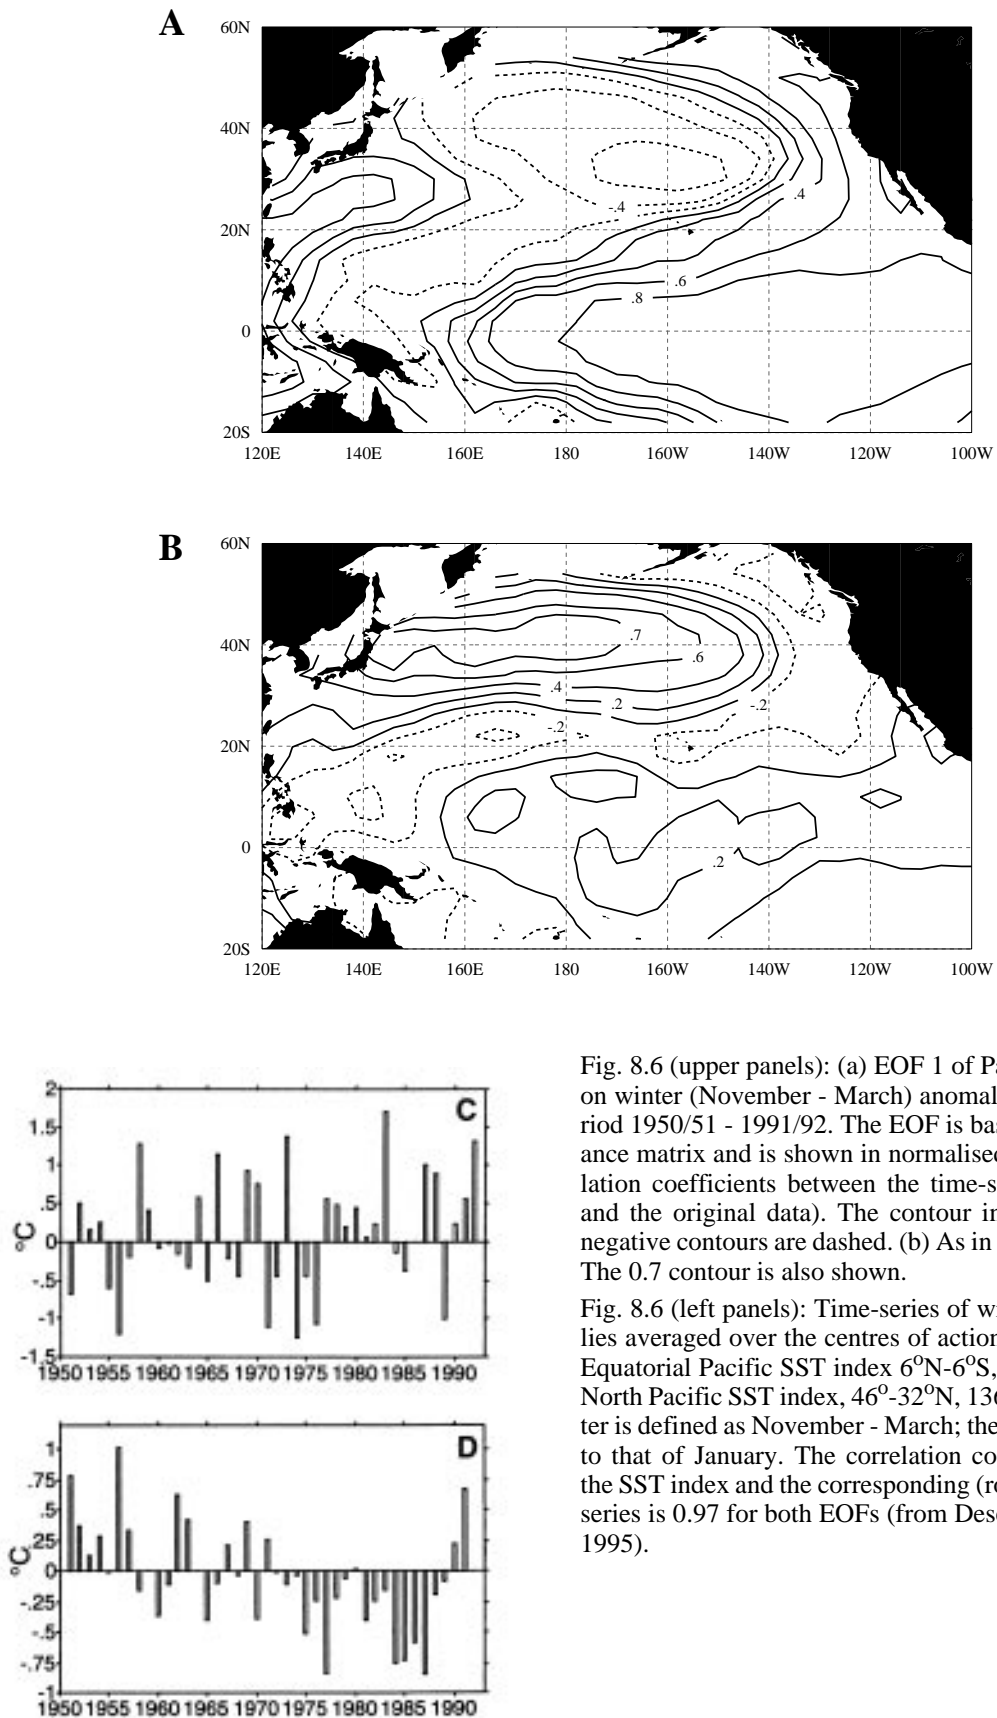 A
60N
40N
20N
0
20S
120E 140E 160E 180 160W 140W 120W 100W
-.4
.4
.6
.8
B
60N
40N
20N
0
20S
120E 140E 160E 180 160W 140W 120W 100W
.7
.6
.4
.2
-.2
-.2
.2
C
°C
2
1.5
1
.5
0
-.5
-1
-1.5
1950 1955 1960 1965 1970 1975 1980 1985 1990
D
°C
1
.75
.5
.25
0
-.25
-.5
-.75
-1
1950 1955 1960 1965 1970 1975 1980 1985 1990
Fig. 8.6 (upper panels): (a) EOF 1 of Pa
on winter (November - March) anomal
riod 1950/51 - 1991/92. The EOF is bas
ance matrix and is shown in normalised
lation coefficients between the time-s
and the original data). The contour in
negative contours are dashed. (b) As in
The 0.7 contour is also shown.
Fig. 8.6 (left panels): Time-series of wi
lies averaged over the centres of action
Equatorial Pacific SST index 6°N-6°S,
North Pacific SST index, 46°-32°N, 136
ter is defined as November - March; the
to that of January. The correlation co
the SST index and the corresponding (ro
series is 0.97 for both EOFs (from Dese
1995).